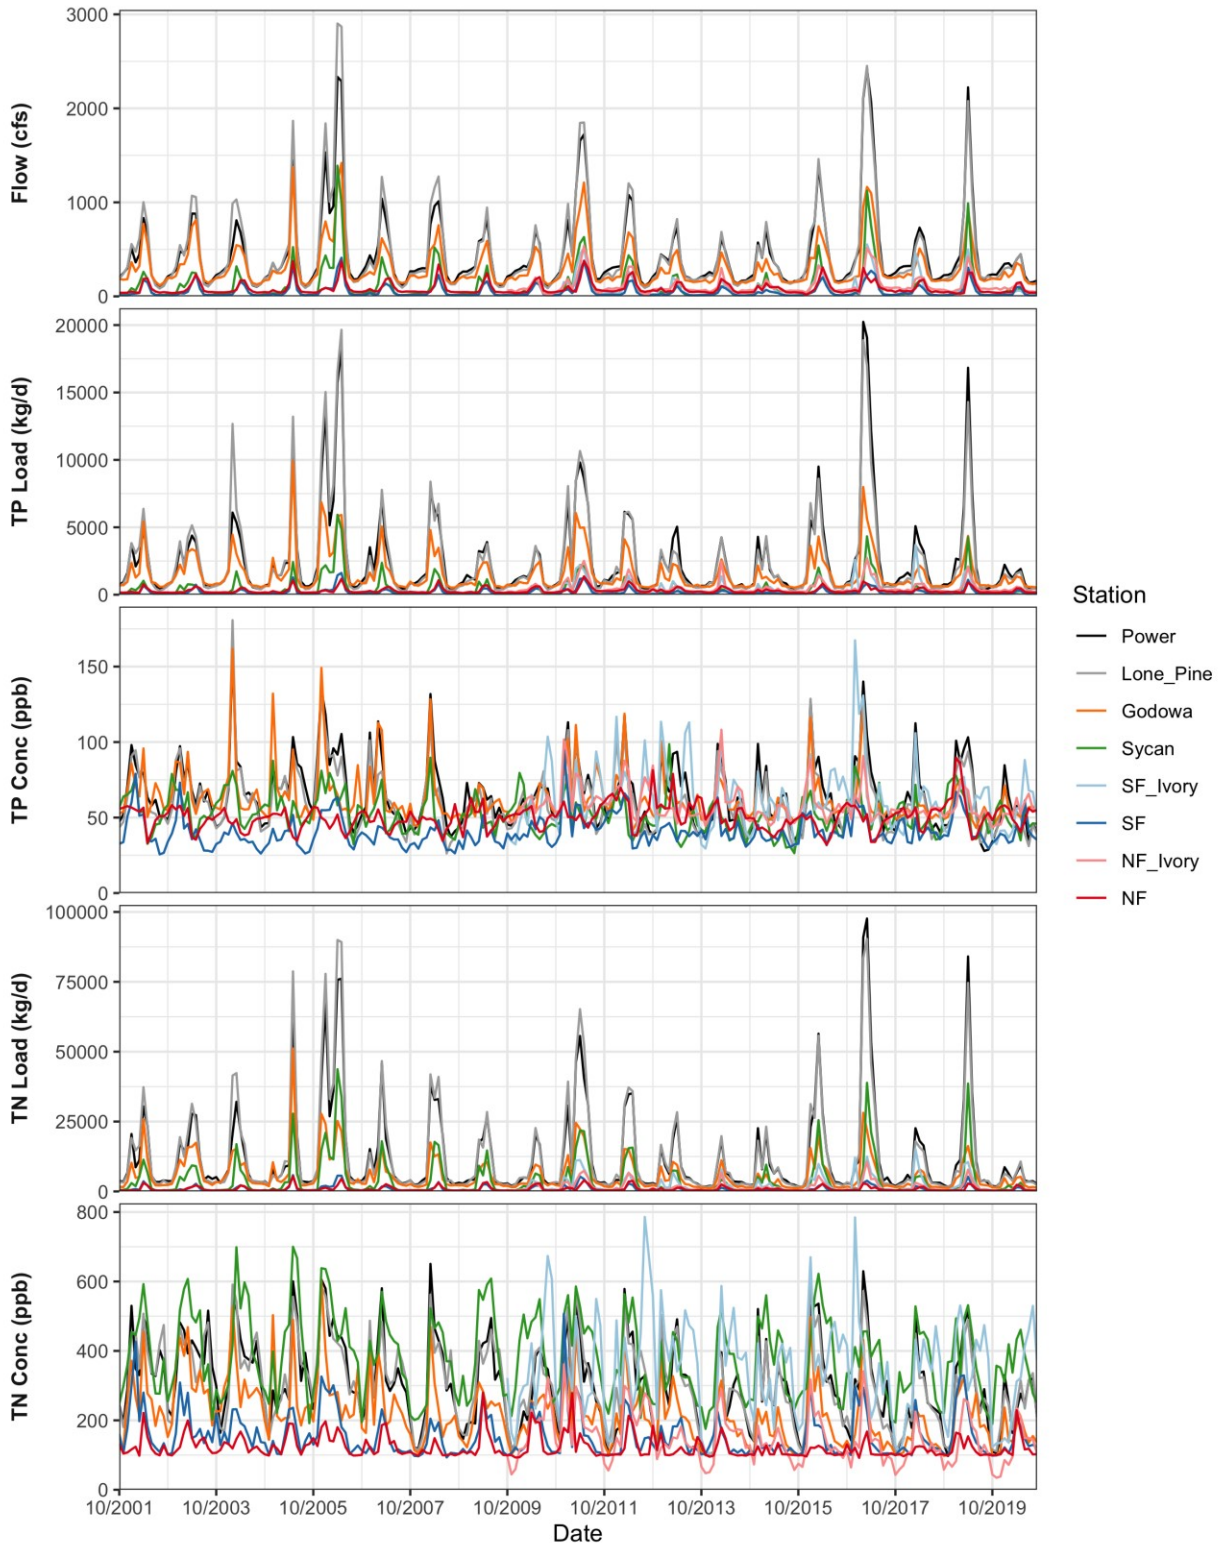 Flow (cfs)
3000
2000
1000
0
TP Load (kg/d)
20000
15000
10000
5000
0
TP Conc (ppb)
150
100
50
0
TN Load (kg/d)
100000
75000
50000
25000
0
TN Conc (ppb)
800
600
400
200
0
10/2001 10/2003 10/2005 10/2007 10/2009 10/2011 10/2013 10/2015 10/2017 10/2019
Date
Station
Power
Lone_Pine
Godowa
Sycan
SF_Ivory
SF
NF_Ivory
NF